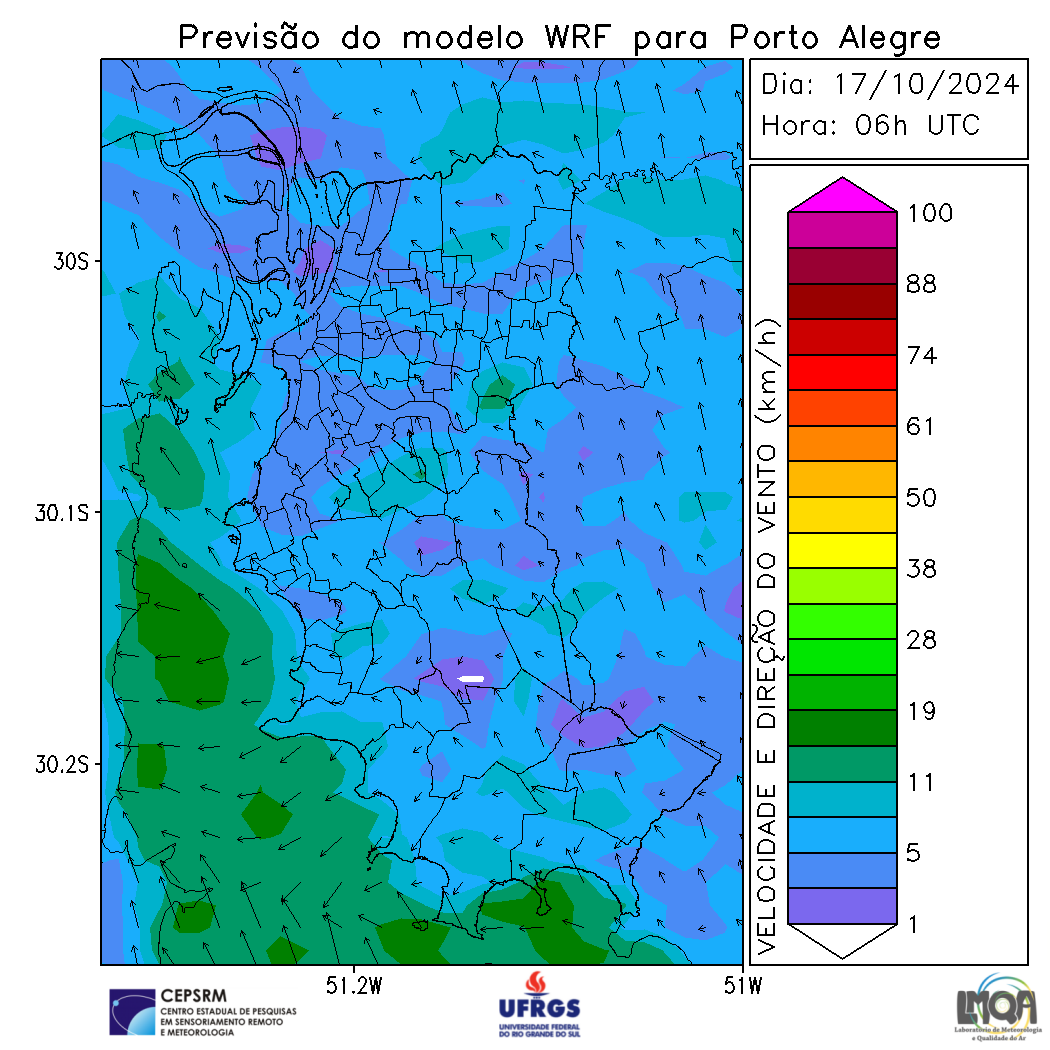 Previsão do modelo WRF para Porto Alegre
Dia: 17/10/2024
Hora: 06h UTC
30S
30.1S
30.2S
51.2W
51W
VELOCIDADE E DIREÇÃO DO VENTO (km/h)
100
88
74
61
50
38
28
19
11
5
1
CEPSRM
CENTRO ESTADUAL DE PESQUISAS
EM SENSORIAMENTO REMOTO
E METEOROLOGIA
UFRGS
UNIVERSIDADE FEDERAL
DO RIO GRANDE DO SUL
LMQA
Laboratório de Meteorologia
e Qualidade do Ar